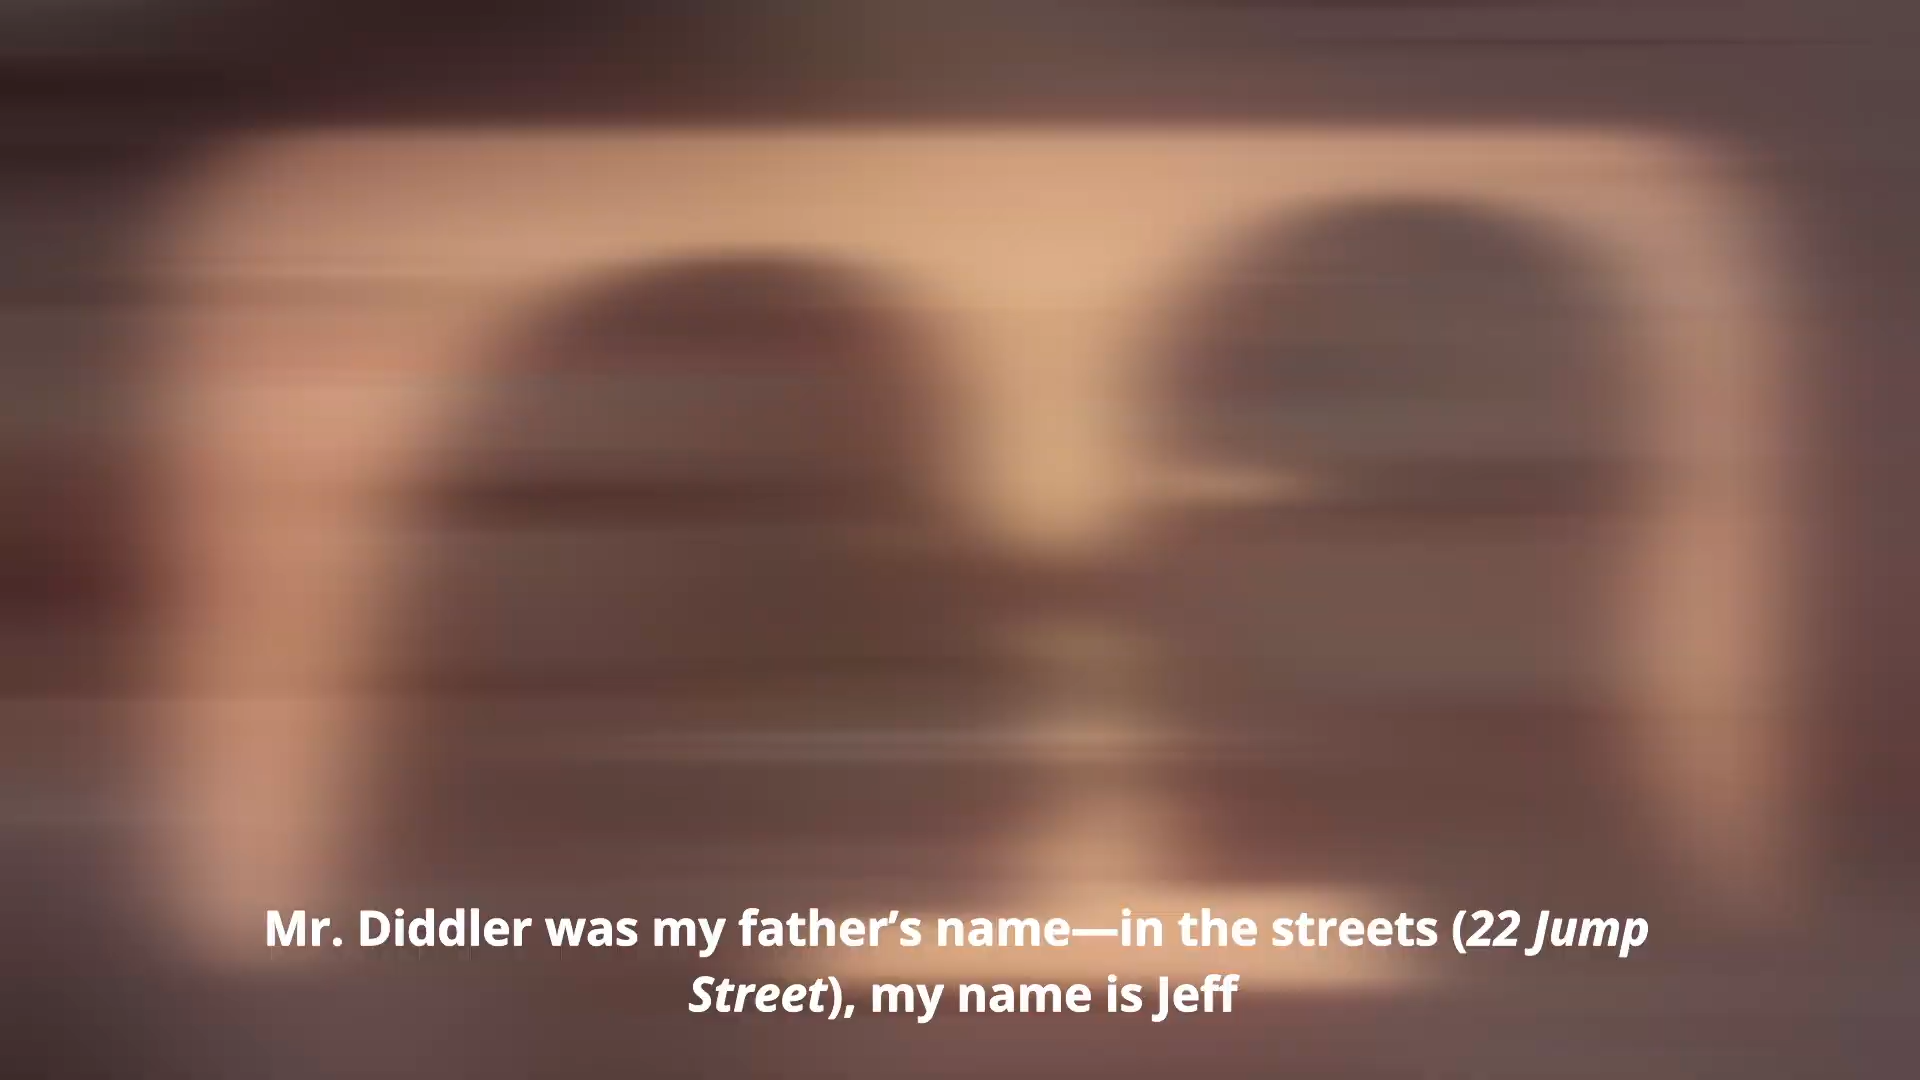 Mr. Diddler was my father’s name—in the streets (22 Jump
Street), my name is Jeff